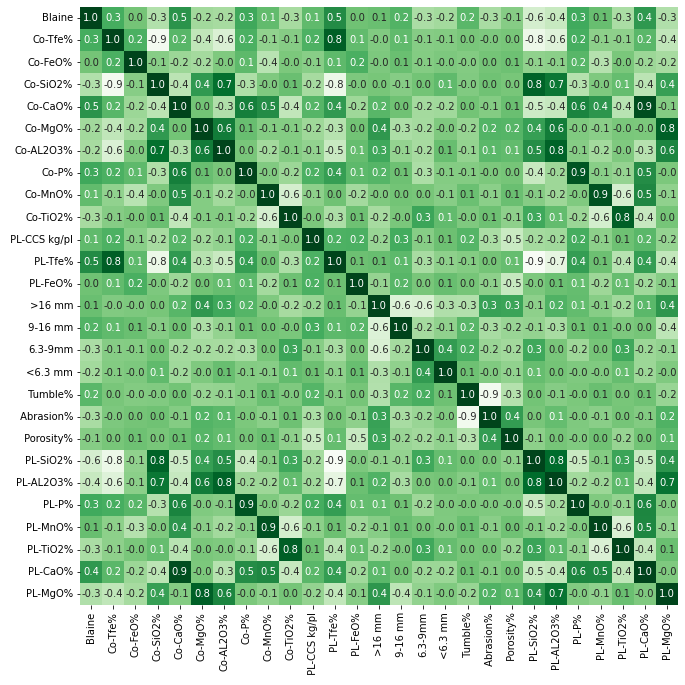 Blaine 1.0 0.3 0.0 -0.3 0.5 -0.2 -0.2 0.3 0.1 -0.3 0.1 0.5 0.0 0.1 0.2 -0.3 -0.2 0.2 -0.3 -0.1 -0.6 -0.4 0.3 0.1 -0.3 0.4 -0.3
Co-Tfe% 0.3 1.0 0.2 -0.9 0.2 -0.4 -0.6 0.2 -0.1 -0.1 0.2 0.8 0.1 -0.0 0.1 -0.1 -0.1 0.0 -0.0 0.0 -0.8 -0.6 0.2 -0.1 -0.1 0.2 -0.4
Co-FeO% 0.0 0.2 1.0 -0.1 -0.2 -0.2 -0.0 0.1 -0.4 -0.0 -0.1 0.1 0.2 -0.0 0.1 -0.0 -0.1 -0.0 0.0 0.0 -0.1 -0.1 0.2 -0.3 -0.0 -0.2 -0.2
Co-SiO2% -0.3 -0.9 -0.1 1.0 -0.4 0.4 0.7 -0.3 -0.0 0.1 -0.2 -0.8 -0.0 0.0 -0.1 0.0 0.1 -0.0 0.0 0.0 0.8 0.7 -0.3 -0.0 0.1 -0.4 0.4
Co-CaO% 0.5 0.2 -0.2 -0.4 1.0 0.0 -0.3 0.6 0.5 -0.4 0.2 0.4 -0.2 0.2 0.0 -0.2 -0.2 0.0 -0.1 0.1 -0.5 -0.4 0.6 0.4 -0.4 0.9 -0.1
Co-MgO% -0.2 -0.4 -0.2 0.4 0.0 1.0 0.6 0.1 -0.1 -0.1 -0.2 -0.3 0.0 0.4 -0.3 -0.2 -0.0 -0.2 0.2 0.2 0.4 0.6 -0.0 -0.1 -0.0 -0.0 0.8
Co-AL2O3% -0.2 -0.6 -0.0 0.7 -0.3 0.6 1.0 0.0 -0.2 -0.1 -0.1 -0.5 0.1 0.3 -0.1 -0.2 0.1 -0.1 0.1 0.1 0.5 0.8 0.1 -0.2 -0.0 -0.3 0.6
Co-P% 0.3 0.2 0.1 -0.3 0.6 0.1 0.0 1.0 -0.0 -0.2 0.2 0.4 0.1 0.2 0.1 -0.3 -0.1 -0.1 -0.0 0.0 -0.4 -0.2 0.9 -0.1 -0.1 0.5 -0.0
Co-MnO% 0.1 -0.1 -0.4 -0.0 0.5 -0.1 -0.2 -0.0 1.0 -0.6 -0.1 0.0 -0.2 -0.0 0.0 -0.0 -0.1 0.1 -0.1 0.1 -0.1 -0.2 -0.0 0.9 -0.6 0.5 -0.1
Co-TiO2% -0.3 -0.1 -0.0 0.1 -0.4 -0.1 -0.1 -0.2 -0.6 1.0 -0.0 -0.3 0.1 -0.2 -0.0 0.3 0.1 -0.0 0.0 -0.1 0.3 0.1 -0.2 -0.6 0.8 -0.4 0.0
PL-CCS kg/pl 0.1 0.2 -0.1 -0.2 0.2 -0.2 -0.1 0.2 -0.1 -0.0 1.0 0.2 0.2 -0.2 0.3 -0.1 0.1 0.2 -0.3 -0.5 -0.2 -0.2 0.2 -0.1 0.1 0.2 -0.2
PL-Tfe% 0.5 0.8 0.1 -0.8 0.4 -0.3 -0.5 0.4 0.0 -0.3 0.2 1.0 0.1 -0.1 0.1 -0.3 -0.1 -0.1 0.0 0.1 -0.9 -0.7 0.4 0.1 -0.4 0.4 -0.4
PL-FeO% 0.0 0.1 0.2 -0.0 -0.2 0.0 0.1 0.1 -0.2 0.1 0.2 0.1 1.0 -0.1 0.2 -0.1 0.1 0.0 -0.1 -0.5 -0.0 0.1 0.1 -0.2 0.1 -0.2 -0.1
>16 mm 0.1 -0.0 -0.0 0.0 0.2 0.4 0.3 0.2 -0.0 -0.2 -0.2 -0.1 -0.1 1.0 -0.6 -0.6 -0.3 -0.3 0.3 0.3 -0.1 0.2 0.1 -0.1 -0.2 0.1 0.4
9-16 mm 0.2 0.1 0.1 -0.1 0.0 -0.3 -0.1 0.1 0.0 -0.0 0.3 0.1 0.2 -0.6 1.0 -0.2 -0.1 0.2 -0.3 -0.2 -0.1 -0.3 0.1 0.1 -0.0 0.0 -0.4
6.3-9mm -0.3 -0.1 -0.0 0.0 -0.2 -0.2 -0.2 -0.3 -0.0 0.3 -0.1 -0.3 -0.0 -0.6 -0.2 1.0 0.4 0.2 -0.2 -0.2 0.3 -0.0 -0.2 -0.0 0.3 -0.2 -0.1
<6.3 mm -0.2 -0.1 -0.0 0.1 -0.2 -0.0 0.1 -0.1 -0.1 0.1 0.1 -0.1 0.1 -0.3 -0.1 0.4 1.0 0.1 -0.0 -0.1 0.1 -0.0 -0.0 -0.1 0.1 -0.2 -0.0
Tumble% 0.2 0.0 -0.0 -0.0 0.0 -0.2 -0.1 -0.1 0.1 -0.0 0.2 -0.1 0.0 -0.3 0.2 0.2 0.1 1.0 -0.9 -0.3 0.0 -0.1 -0.0 0.1 0.0 0.1 -0.2
Abrasion% -0.3 -0.0 0.0 0.0 -0.1 0.2 0.1 -0.0 -0.1 0.0 -0.3 0.0 -0.1 0.3 -0.3 -0.2 -0.0 -0.9 1.0 0.4 0.0 0.1 -0.0 -0.1 0.0 -0.1 0.2
Porosity% -0.1 0.0 0.0 0.0 0.1 0.2 0.1 0.0 0.1 -0.1 -0.5 0.1 -0.5 0.3 -0.2 -0.2 -0.1 -0.3 0.4 1.0 -0.1 -0.0 0.0 -0.0 -0.2 -0.0 0.1
PL-SiO2% -0.6 -0.8 -0.1 0.8 -0.5 0.4 0.5 -0.4 -0.1 0.3 -0.2 -0.9 -0.0 -0.1 -0.1 0.3 0.1 0.0 0.0 -0.1 1.0 0.8 -0.5 -0.1 0.3 -0.5 0.4
PL-AL2O3% -0.4 -0.6 -0.1 0.7 -0.4 0.6 0.8 -0.2 -0.2 0.1 -0.2 -0.7 0.1 0.2 -0.3 -0.0 -0.0 -0.1 0.1 -0.0 0.8 1.0 -0.2 -0.2 0.1 -0.4 0.7
PL-P% 0.3 0.2 0.2 -0.3 0.6 -0.0 0.1 0.9 -0.0 -0.2 0.2 0.4 0.1 0.1 0.1 -0.2 -0.0 -0.0 -0.0 0.0 -0.5 -0.2 1.0 -0.0 -0.1 0.6 -0.0
PL-MnO% 0.1 -0.1 -0.3 -0.0 0.4 -0.1 -0.2 -0.1 0.9 -0.6 -0.1 0.1 -0.2 -0.1 0.1 -0.0 -0.1 0.1 -0.1 -0.0 -0.1 -0.2 -0.0 1.0 -0.6 0.5 -0.1
PL-TiO2% -0.3 -0.1 -0.0 0.1 -0.4 -0.0 -0.0 -0.1 -0.6 0.8 0.1 -0.4 0.1 -0.2 -0.0 0.3 0.1 0.0 0.0 -0.2 0.3 0.1 -0.1 -0.6 1.0 -0.4 0.1
PL-CaO% 0.4 0.2 -0.2 -0.4 0.9 -0.0 -0.3 0.5 0.5 -0.4 0.2 0.4 -0.2 0.1 0.0 -0.2 -0.2 0.1 -0.1 -0.0 -0.5 -0.4 0.6 0.5 -0.4 1.0 -0.0
PL-MgO% -0.3 -0.4 -0.2 0.4 -0.1 0.8 0.6 -0.0 -0.1 0.0 -0.2 -0.4 -0.1 0.4 -0.4 -0.1 -0.0 -0.2 0.2 0.1 0.4 0.7 -0.0 -0.1 0.1 -0.0 1.0
Blaine Co-Tfe% Co-FeO% Co-SiO2% Co-CaO% Co-MgO% Co-AL2O3% Co-P% Co-MnO% Co-TiO2% PL-CCS kg/pl PL-Tfe% PL-FeO% >16 mm 9-16 mm 6.3-9mm <6.3 mm Tumble% Abrasion% Porosity% PL-SiO2% PL-AL2O3% PL-P% PL-MnO% PL-TiO2% PL-CaO% PL-MgO%